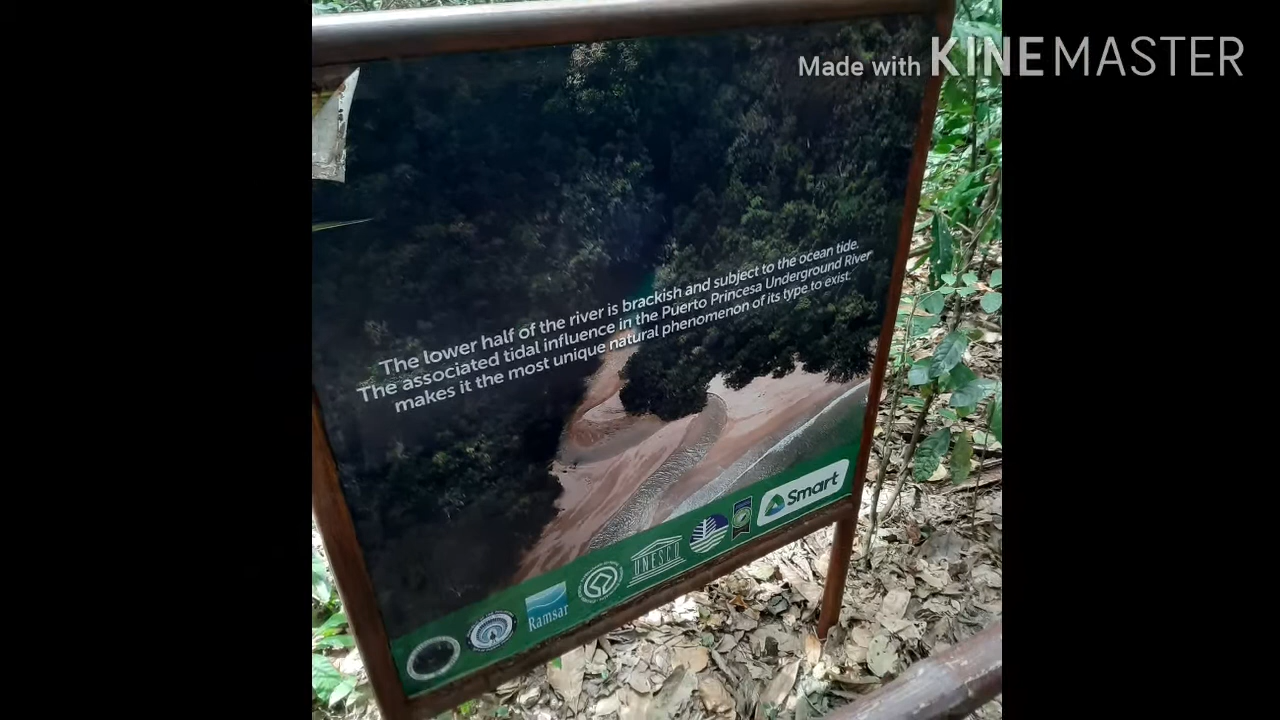 Made with KINEMASTER
The lower half of the river is brackish and subject to the ocean tide.
The associated tidal influence in the Puerto Princesa Underground River
makes it the most unique natural phenomenon of its type to exist.
Ramsar
UNESCO
Smart